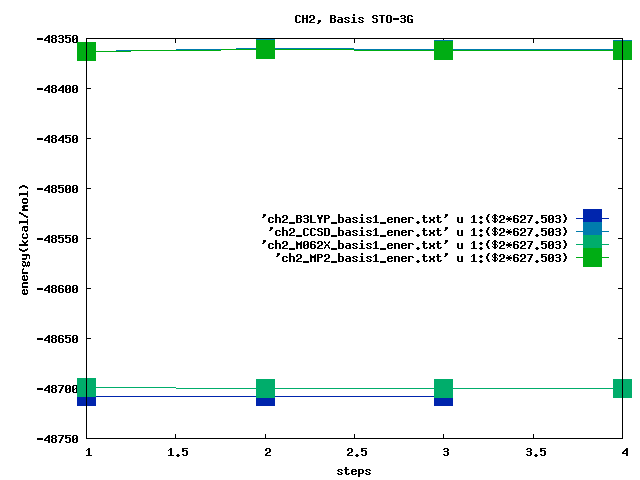 CH2, Basis STO-3G
-48350
-48400
-48450
-48500
-48550
-48600
-48650
-48700
-48750
energy(kcal/mol)
'ch2_B3LYP_basis1_ener.txt' u 1:($2*627.503)
'ch2_CCSD_basis1_ener.txt' u 1:($2*627.503)
'ch2_M062X_basis1_ener.txt' u 1:($2*627.503)
'ch2_MP2_basis1_ener.txt' u 1:($2*627.503)
1 1.5 2 2.5 3 3.5 4
steps